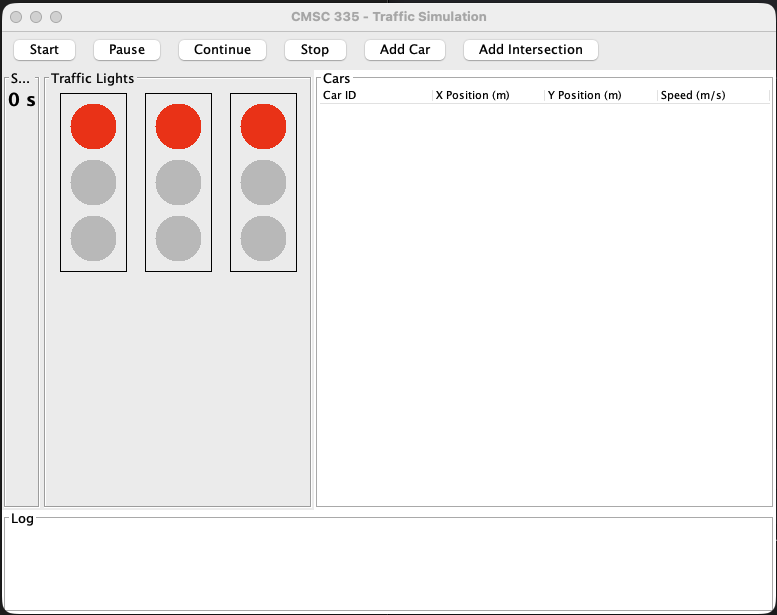 CMSC 335 - Traffic Simulation
Start Pause Continue Stop Add Car Add Intersection
S... Traffic Lights Cars
0 s
Car ID X Position (m) Y Position (m) Speed (m/s)
Log